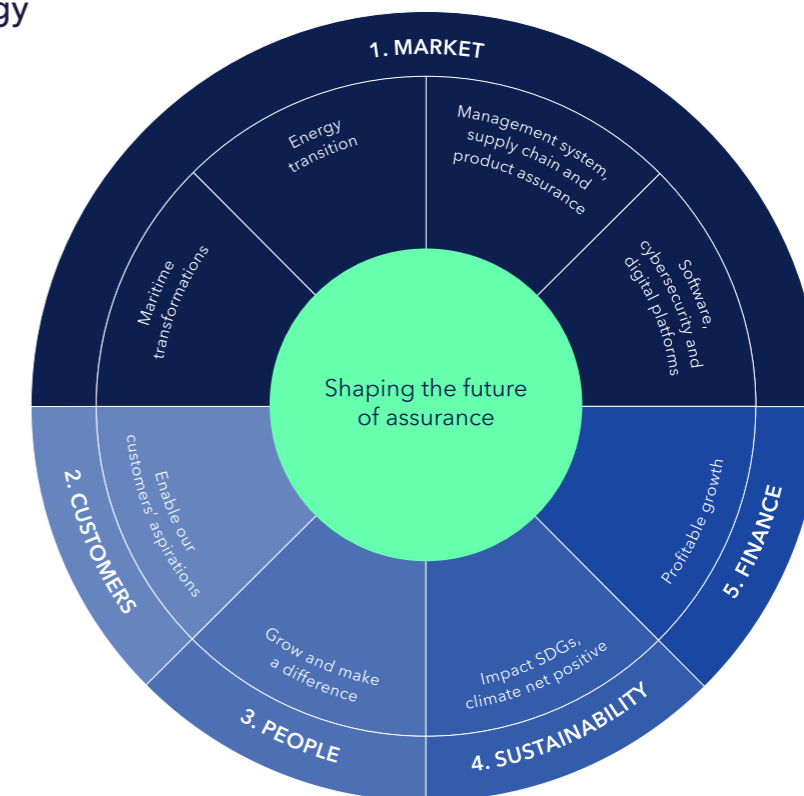 gy
1. MARKET
Energy
transition
Management system,
supply chain and
product assurance
Maritime
transformations
Software,
cybersecurity and
digital platforms
Shaping the future
of assurance
2. CUSTOMERS
Enable our
customers’ aspirations
3. PEOPLE
Grow and make
a difference
4. SUSTAINABILITY
Impact SDGs,
climate net positive
5. FINANCE
Profitable growth